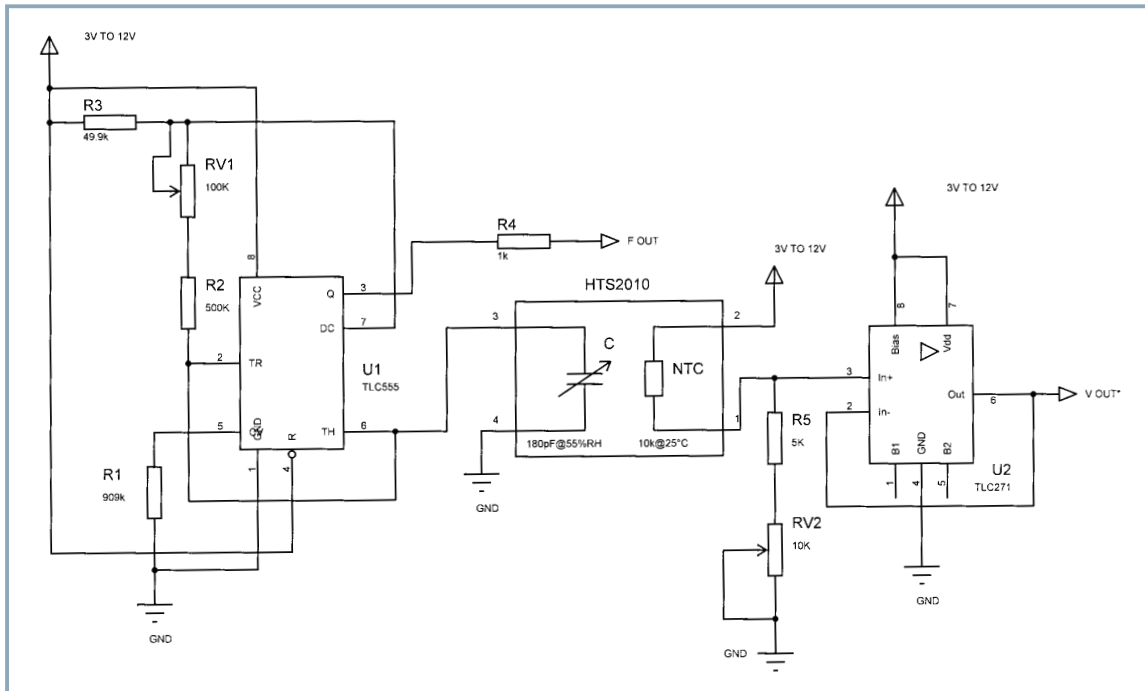 3V TO 12V
R3
49.9k
RV1
100K
R4
1k
F OUT
3V TO 12V
3V TO 12V
R2
500K
8
VCC
Q
3
DC
7
2
TR
U1
TLC555
5
CV
GND
R
TH
6
1
4
R1
909k
GND
HTS2010
3
2
C
NTC
4
1
180pF@55%RH
10k@25°C
GND
8
7
Bias
Vdd
3
In+
2
in-
Out
6
V OUT*
R5
5K
B1
GND
B2
1
4
5
U2
TLC271
RV2
10K
GND
GND